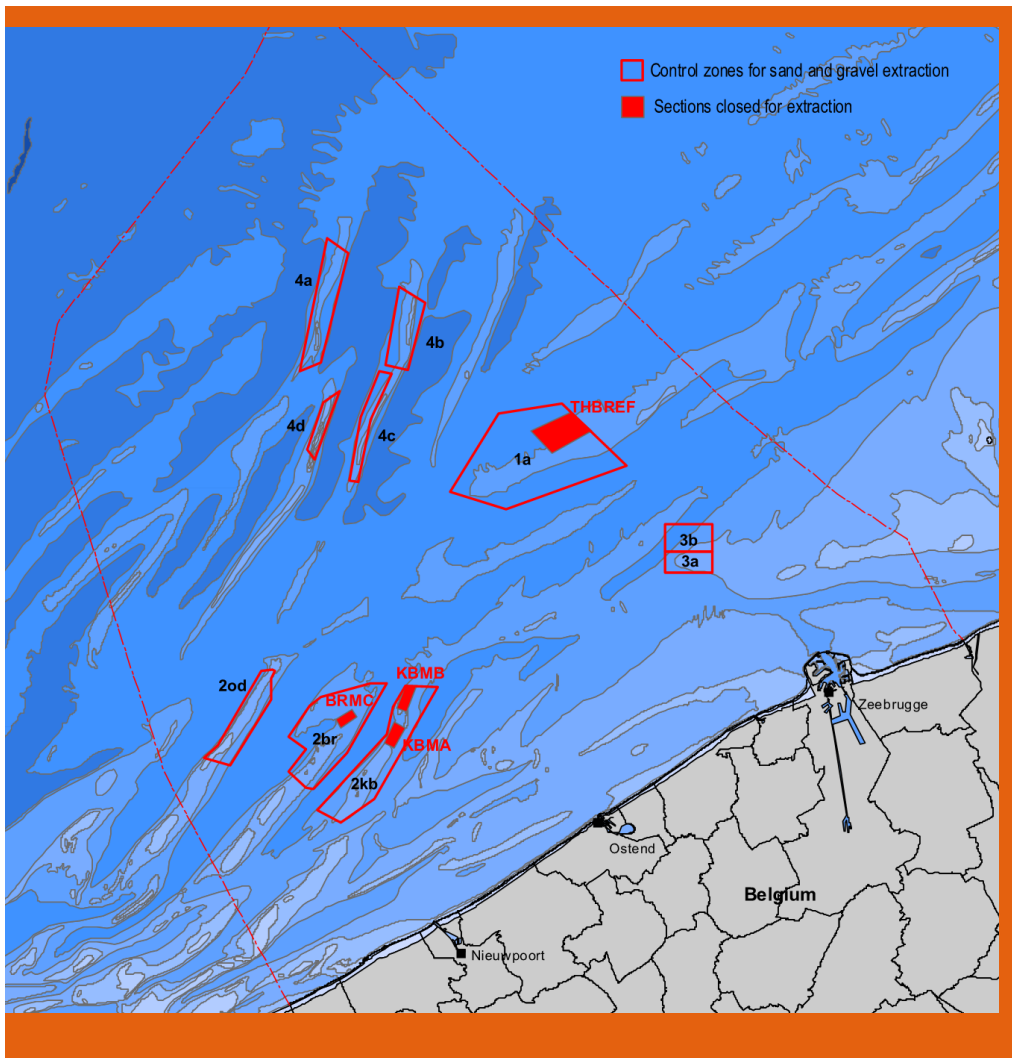 Control zones for sand and gravel extraction
Sections closed for extraction
4a
4b
THBREF
4d
4c
1a
3b
3a
KBMB
2od
BRMC
Zeebrugge
2br
KBMA
2kb
Ostend
Belgium
Nieuwpoort